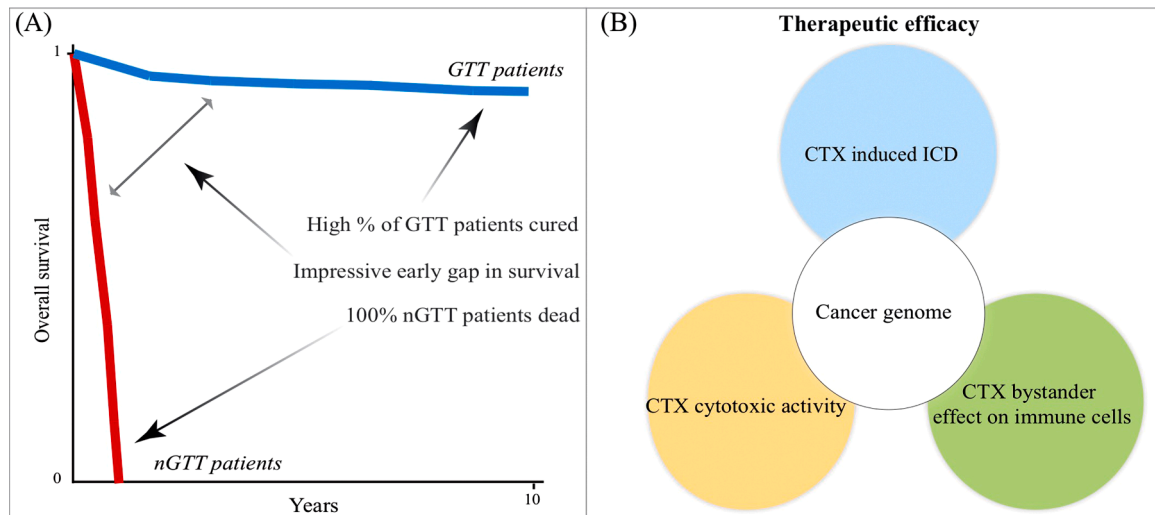 (A)
1
GTT patients
High % of GTT patients cured
Impressive early gap in survival
100% nGTT patients dead
Overall survival
nGTT patients
0
Years
10
(B)
Therapeutic efficacy
CTX induced ICD
Cancer genome
CTX cytotoxic activity
CTX bystander
effect on immune cells